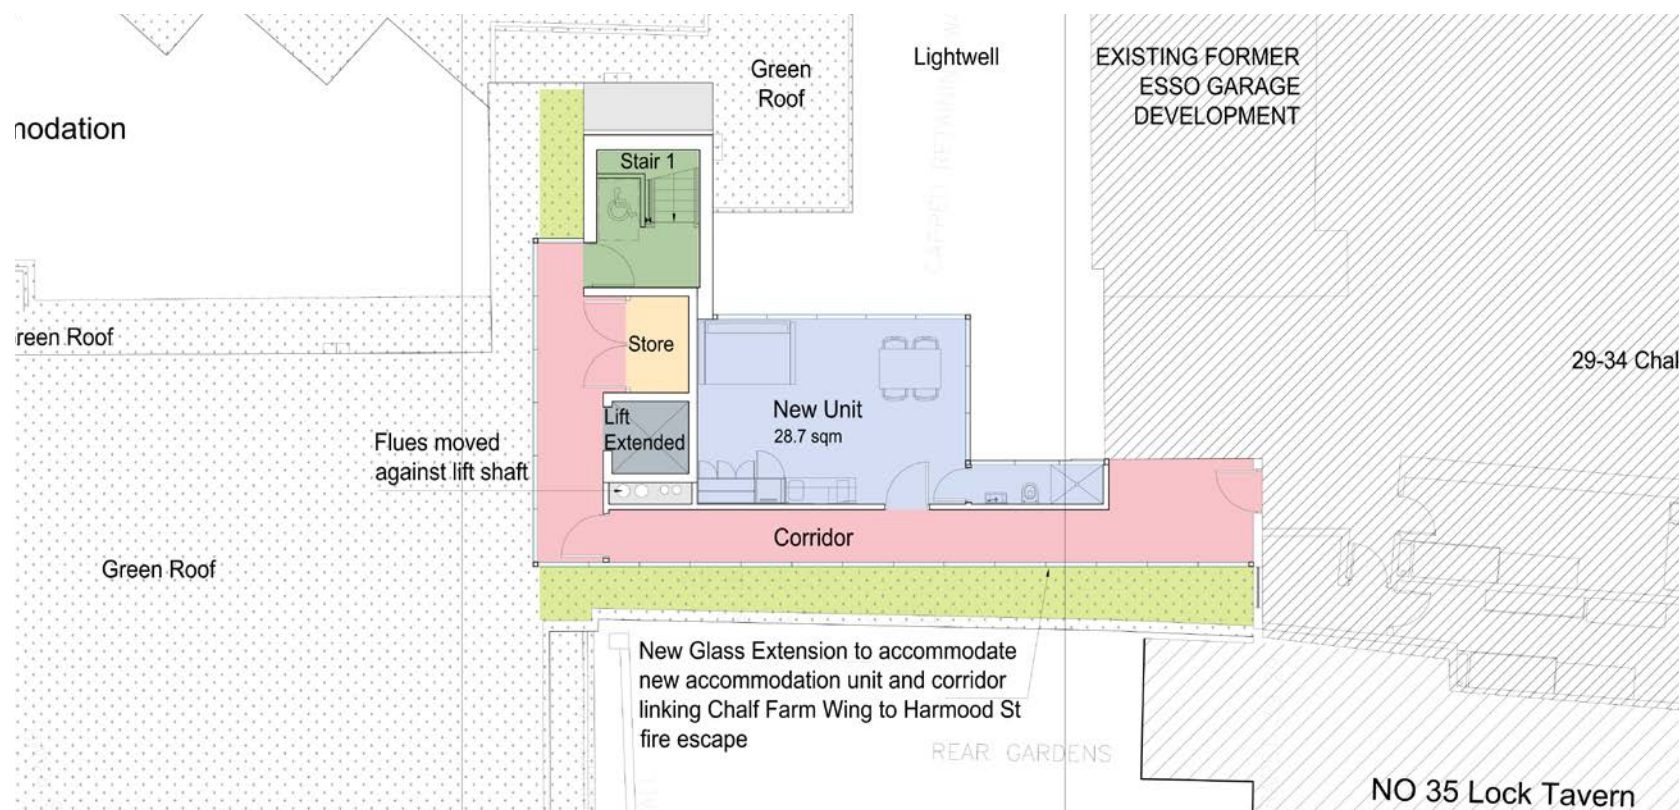 Lightwell
EXISTING FORMER
ESSO GARAGE
DEVELOPMENT
Green
Roof
nodation
Stair 1
reen Roof
Store
29-34 Chal
New Unit
28.7 sqm
Lift
Extended
Flues moved
against lift shaft
Corridor
Green Roof
New Glass Extension to accommodate
new accommodation unit and corridor
linking Chalf Farm Wing to Harmood St
fire escape
REAR GARDENS
NO 35 Lock Tavern